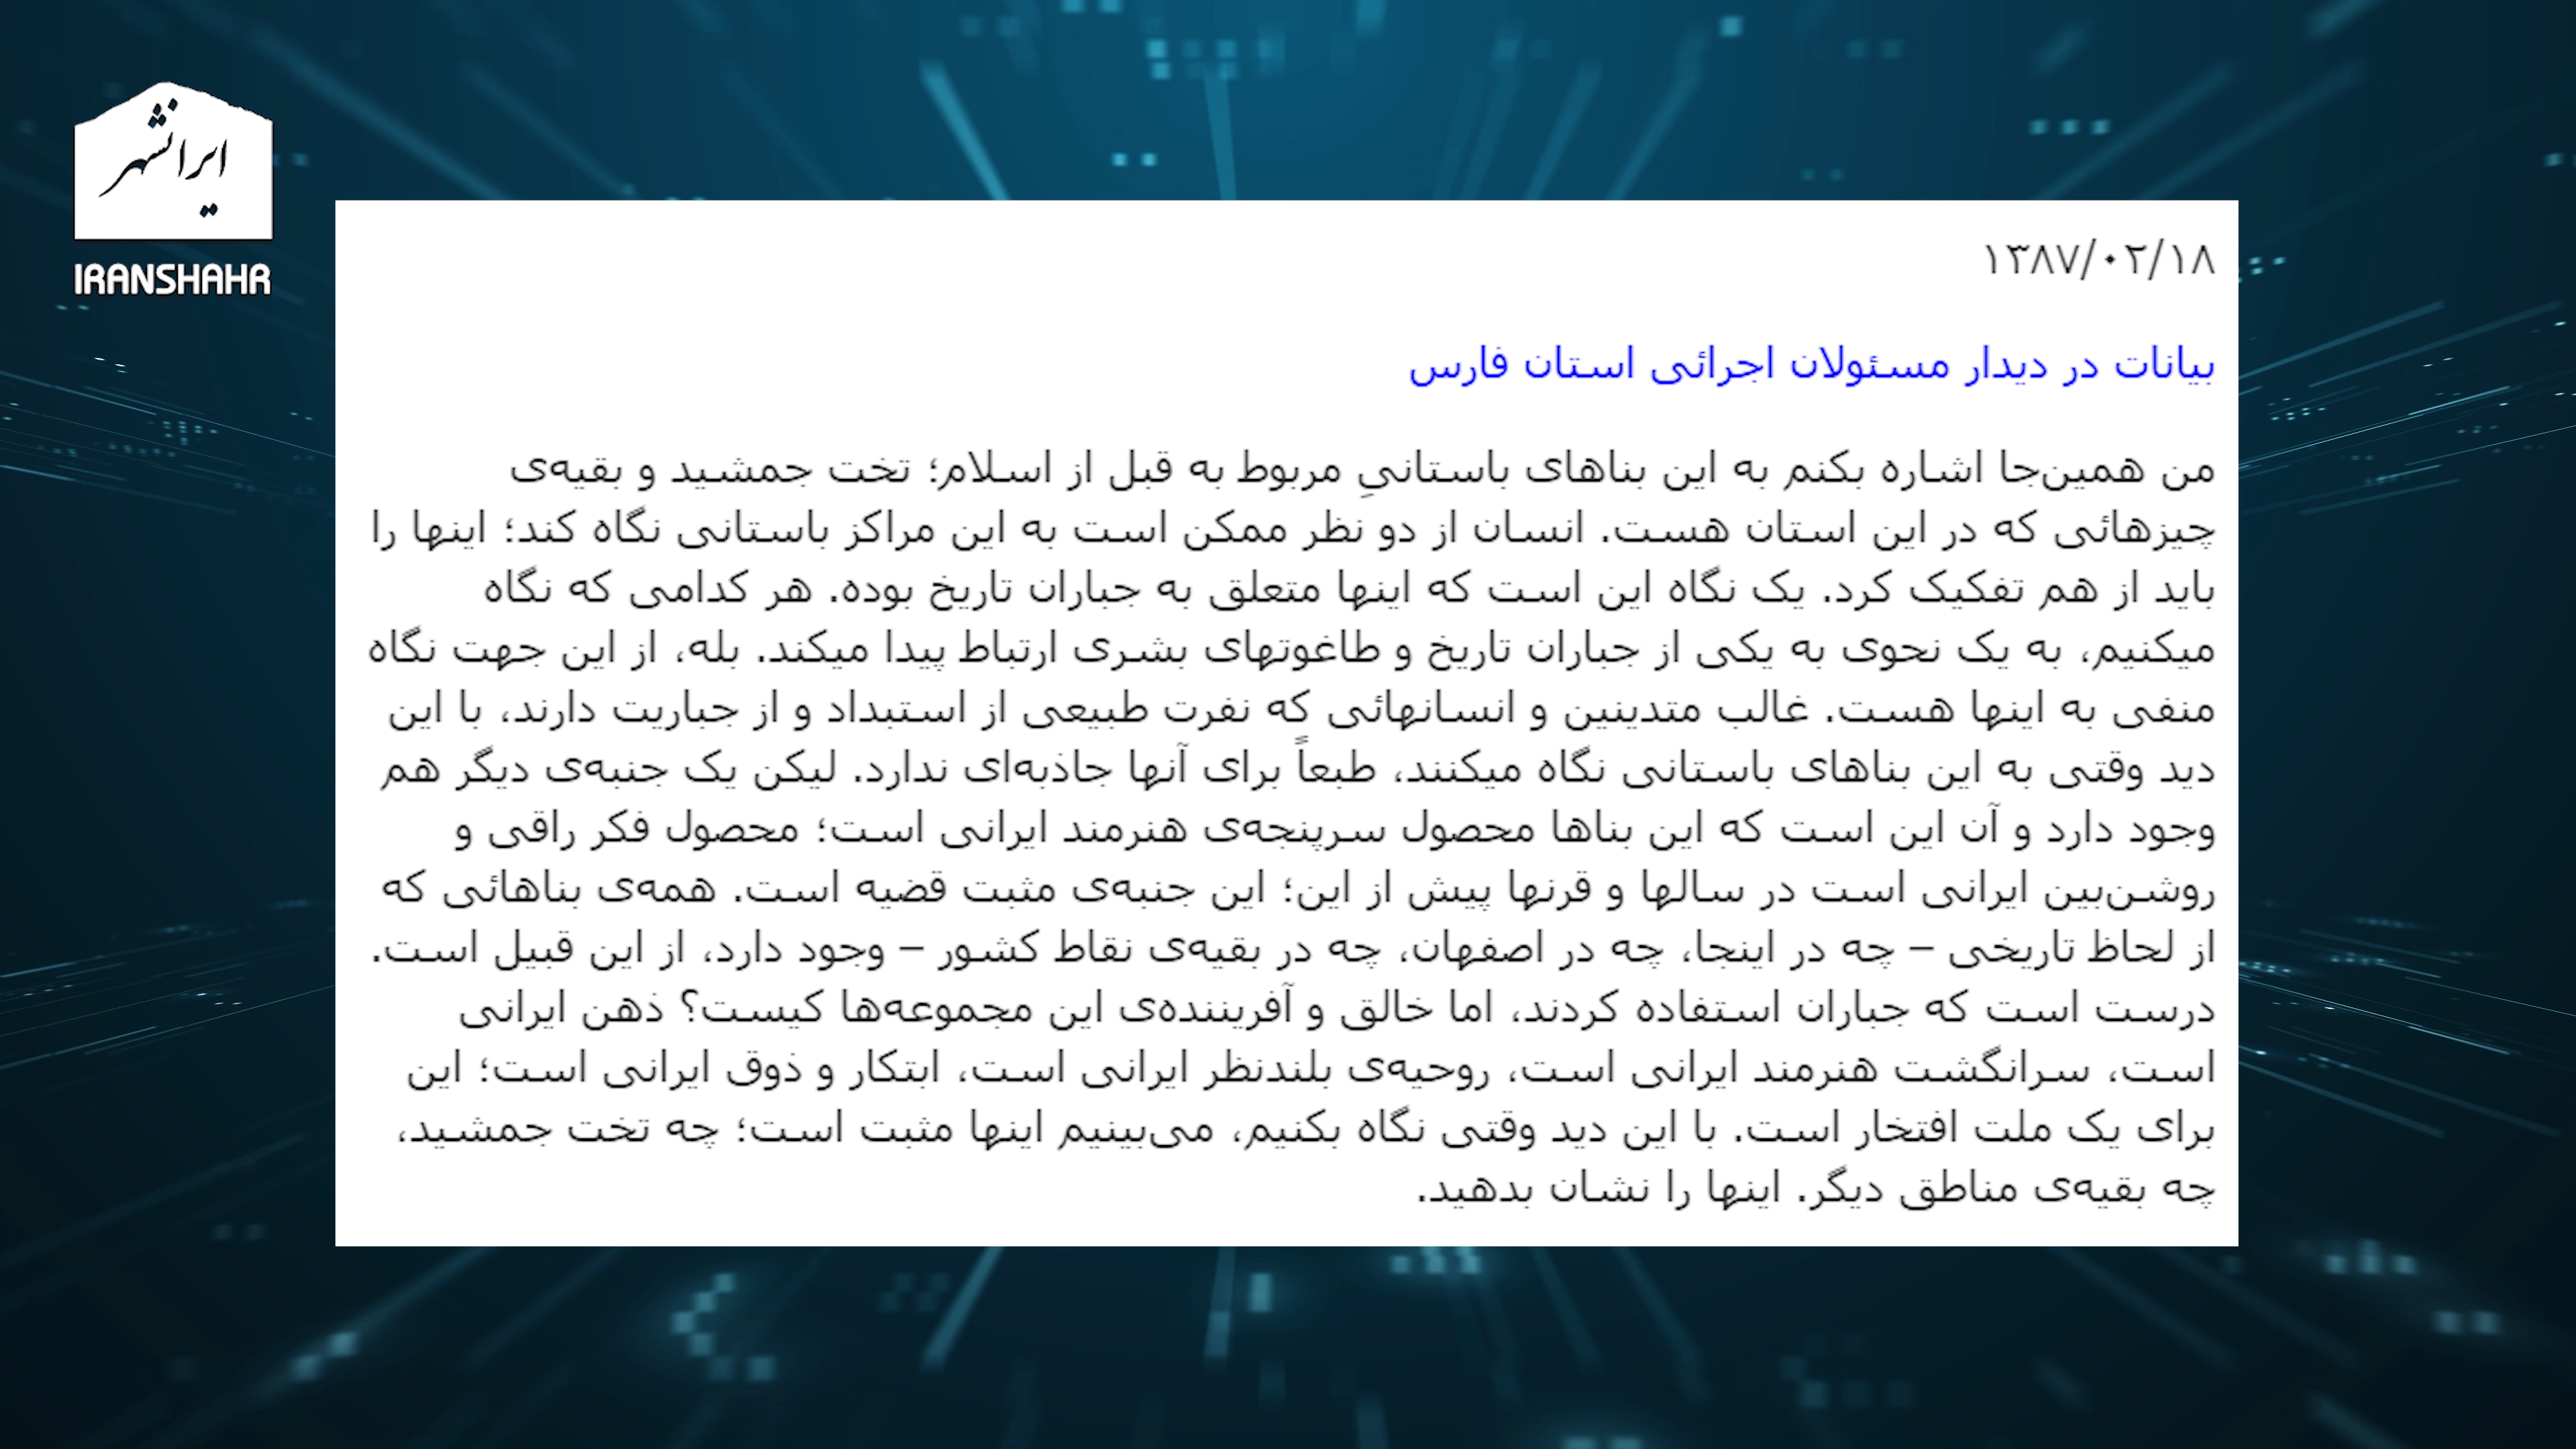 ایرانشهر
IRANSHAHR
۱۳۸۷/۰۲/۱۸
بیانات در دیدار مسئولان اجرائی استان فارس
من همین‌جا اشاره بکنم به این بناهای باستانیِ مربوط به قبل از اسلام؛ تخت جمشید و بقیه‌ی
چیزهائی که در این استان هست. انسان از دو نظر ممکن است به این مراکز باستانی نگاه کند؛ اینها را
باید از هم تفکیک کرد. یک نگاه این است که اینها متعلق به جباران تاریخ بوده. هر کدامی که نگاه
میکنیم، به یک نحوی به یکی از جباران تاریخ و طاغوتهای بشری ارتباط پیدا میکند. بله، از این جهت نگاه
منفی به اینها هست. غالب متدینین و انسانهائی که نفرت طبیعی از استبداد و از جباریت دارند، با این
دید وقتی به این بناهای باستانی نگاه میکنند، طبعاً برای آنها جاذبه‌ای ندارد. لیکن یک جنبه‌ی دیگر هم
وجود دارد و آن این است که این بناها محصول سرپنجه‌ی هنرمند ایرانی است؛ محصول فکر راقی و
روشن‌بین ایرانی است در سالها و قرنها پیش از این؛ این جنبه‌ی مثبت قضیه است. همه‌ی بناهائی که
از لحاظ تاریخی – چه در اینجا، چه در اصفهان، چه در بقیه‌ی نقاط کشور – وجود دارد، از این قبیل است.
درست است که جباران استفاده کردند، اما خالق و آفریننده‌ی این مجموعه‌ها کیست؟ ذهن ایرانی
است، سرانگشت هنرمند ایرانی است، روحیه‌ی بلندنظر ایرانی است، ابتکار و ذوق ایرانی است؛ این
برای یک ملت افتخار است. با این دید وقتی نگاه بکنیم، می‌بینیم اینها مثبت است؛ چه تخت جمشید،
چه بقیه‌ی مناطق دیگر. اینها را نشان بدهید.